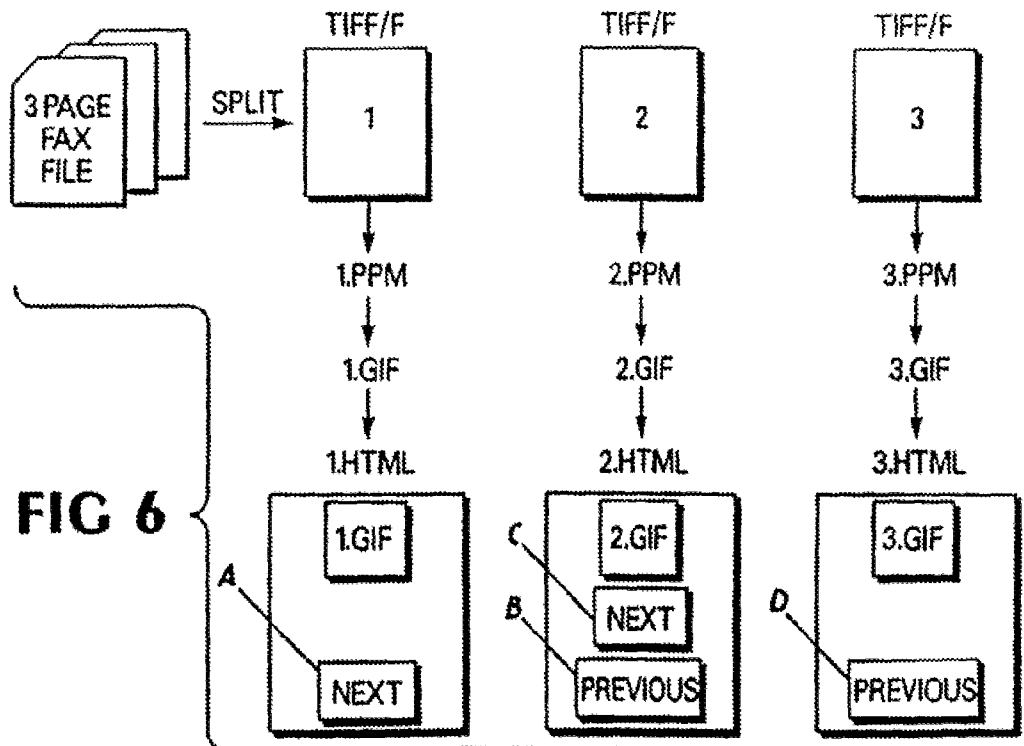 TIFF/F TIFF/F TIFF/F
3 PAGE
FAX
FILE
SPLIT
1 2 3
1.PPM 2.PPM 3.PPM
1.GIF 2.GIF 3.GIF
1.HTML 2.HTML 3.HTML
FIG 6
1.GIF
A
NEXT
2.GIF
C
NEXT
B
PREVIOUS
3.GIF
D
PREVIOUS